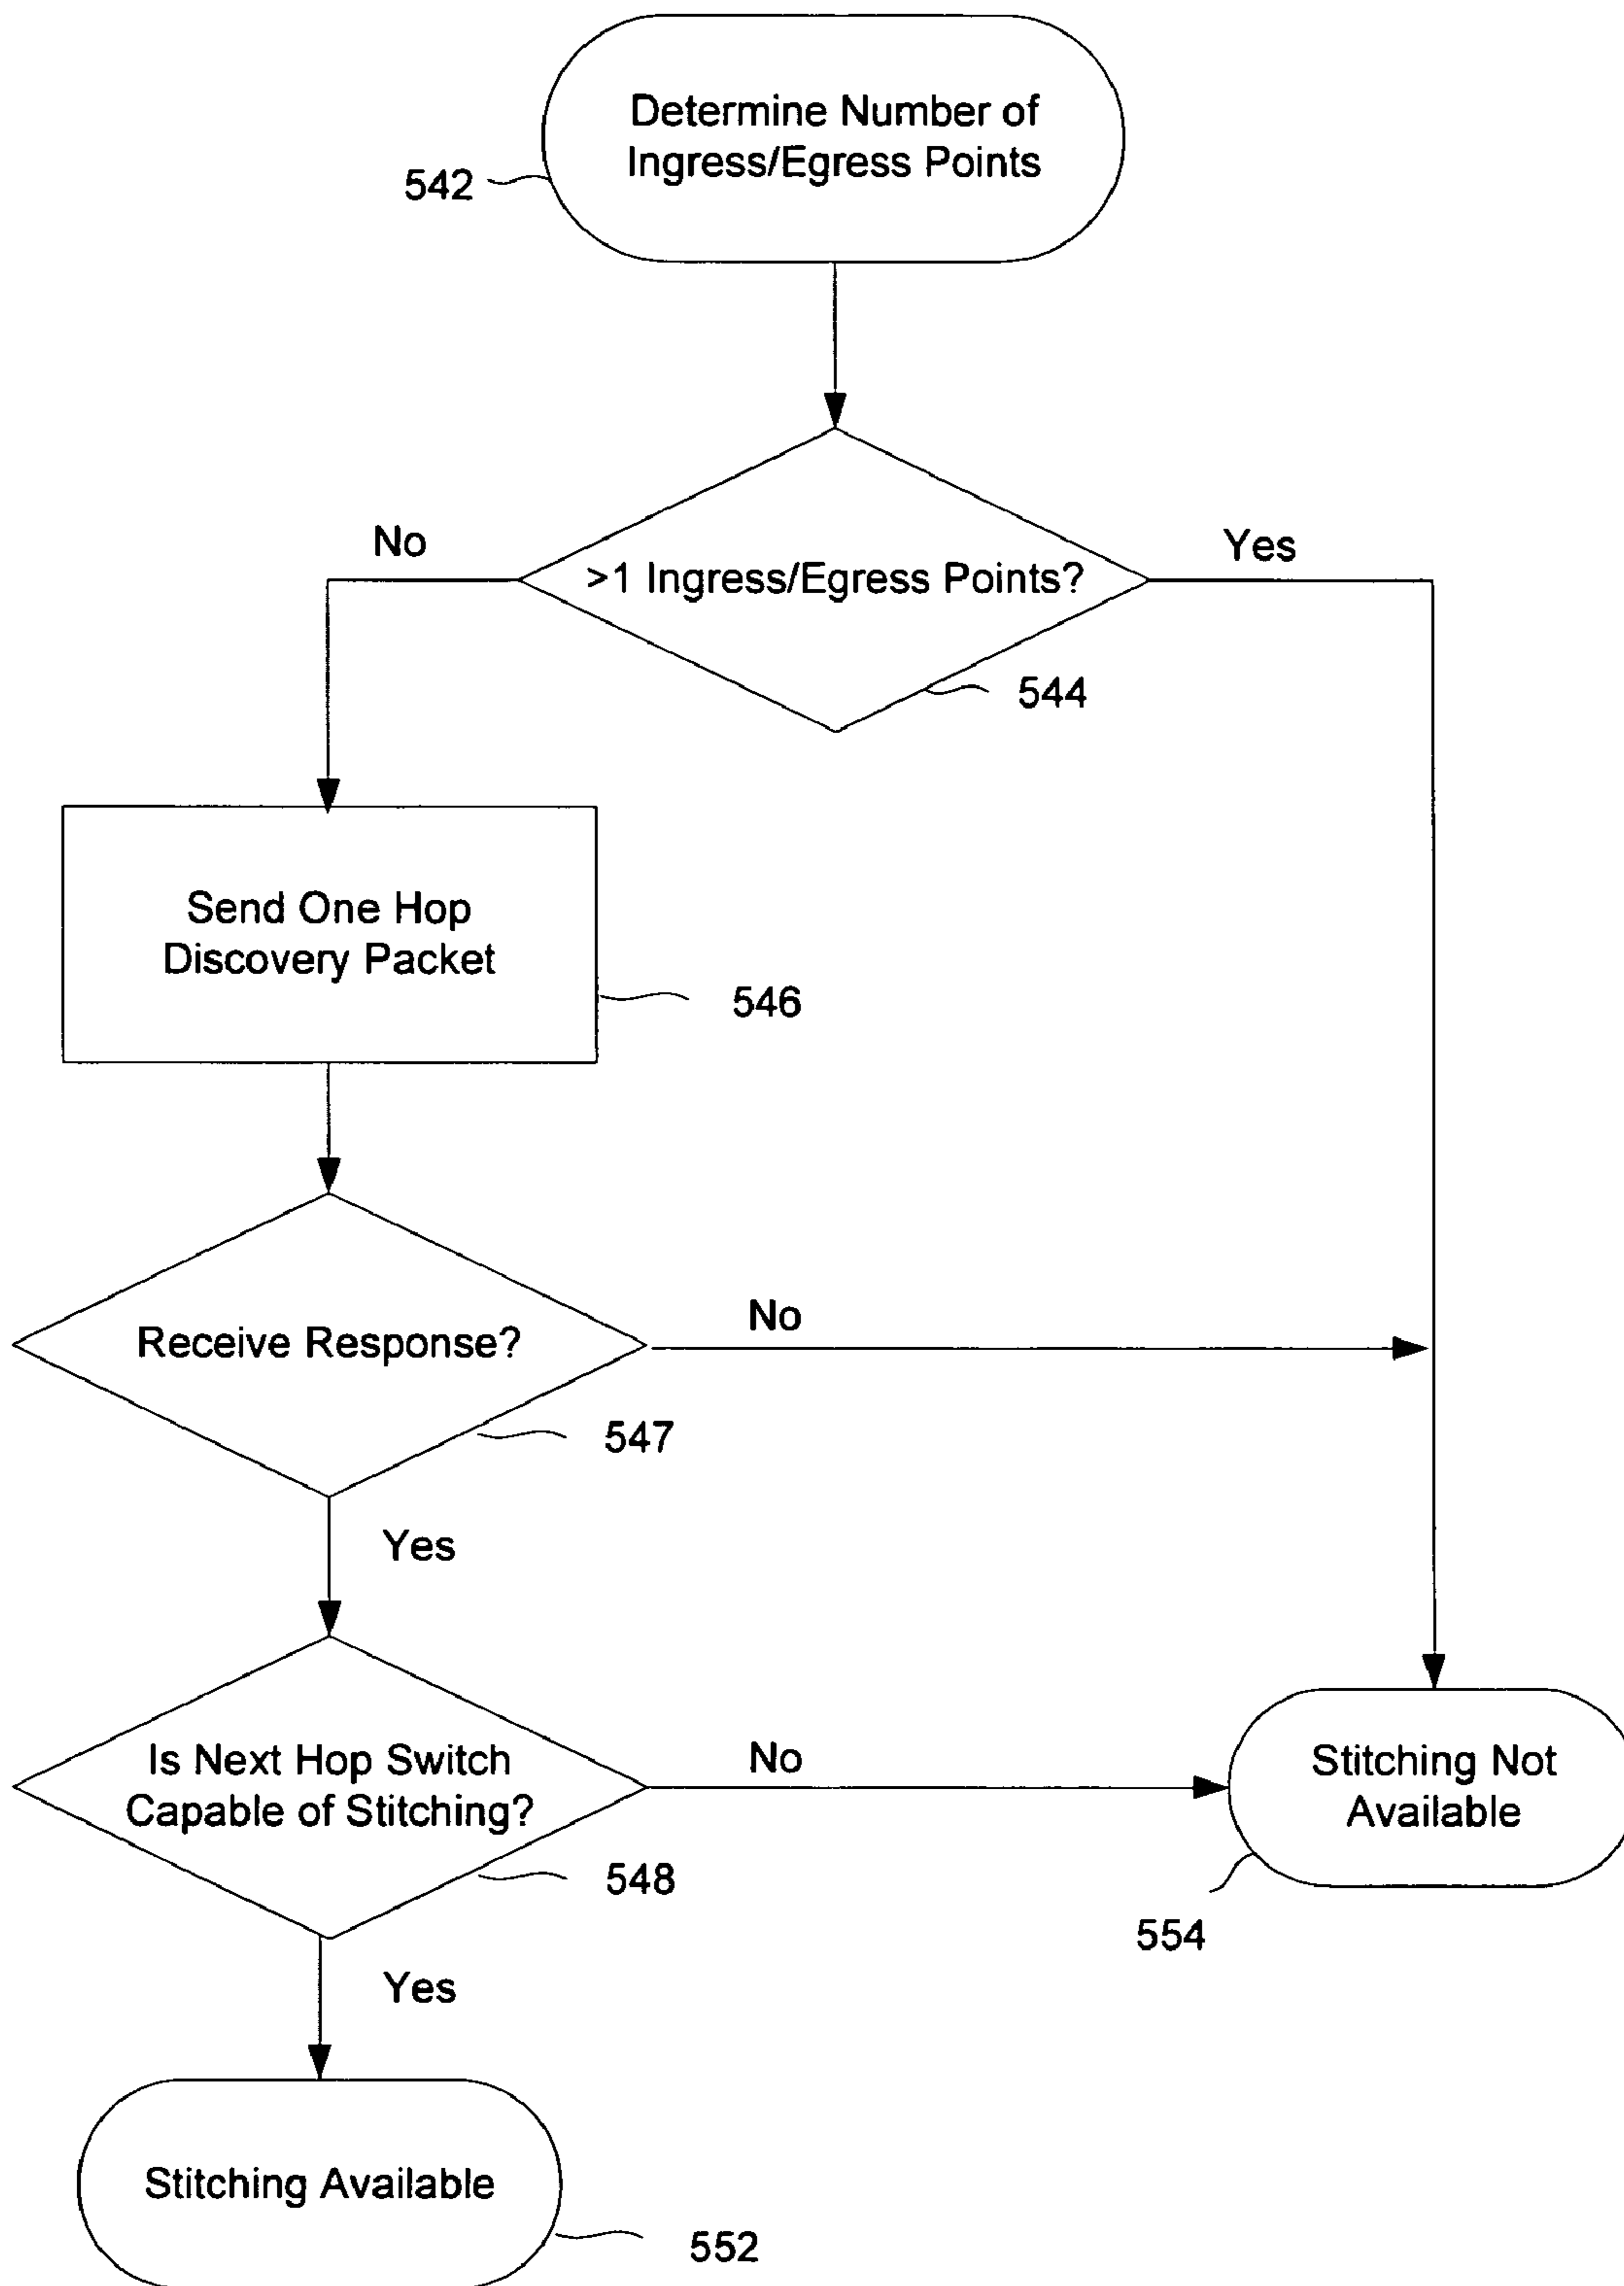 Determine Number of
Ingress/Egress Points
542
No
Yes
>1 Ingress/Egress Points?
544
Send One Hop
Discovery Packet
546
No
Receive Response?
547
Yes
Is Next Hop Switch
Capable of Stitching?
No
Stitching Not
Available
548
554
Yes
Stitching Available
552